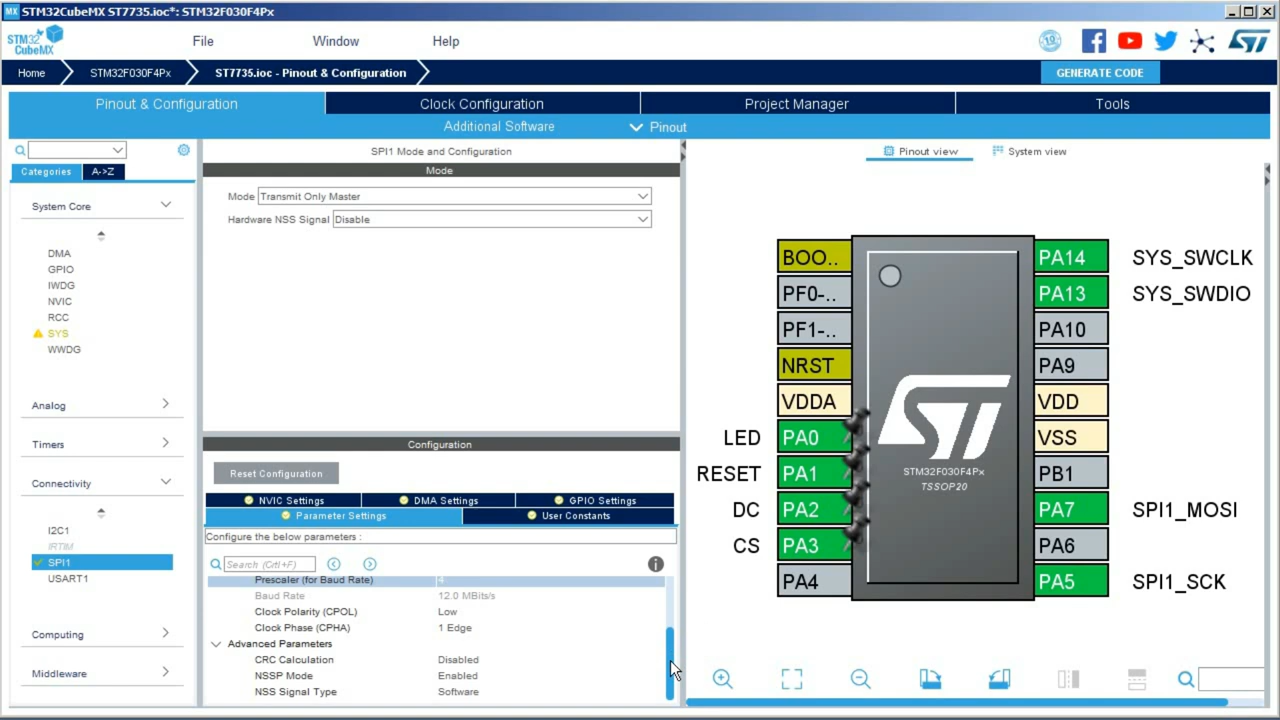 MX STM32CubeMX ST7735.ioc*: STM32F030F4Px
STM32 CubeMX
File Window Help
10
Home STM32F030F4Px ST7735.ioc - Pinout & Configuration GENERATE CODE
Pinout & Configuration Clock Configuration Project Manager Tools
Additional Software Pinout
Categories A->Z
System Core
DMA
GPIO
IWDG
NVIC
RCC
SYS
WWDG
Analog
Timers
Connectivity
I2C1
IRTIM
SPI1
USART1
Computing
Middleware
SPI1 Mode and Configuration
Mode
Mode Transmit Only Master
Hardware NSS Signal Disable
Configuration
Reset Configuration
NVIC Settings DMA Settings GPIO Settings
Parameter Settings User Constants
Configure the below parameters :
Search (Crtl+F)
Prescaler (for Baud Rate) 4
Baud Rate 12.0 MBits/s
Clock Polarity (CPOL) Low
Clock Phase (CPHA) 1 Edge
Advanced Parameters
CRC Calculation Disabled
NSSP Mode Enabled
NSS Signal Type Software
Pinout view System view
BOO.. PA14 SYS_SWCLK
PF0-.. PA13 SYS_SWDIO
PF1-.. PA10
NRST PA9
VDDA VDD
LED PA0 VSS
RESET PA1 PB1
DC PA2 PA7 SPI1_MOSI
CS PA3 PA6
PA4 PA5 SPI1_SCK
ST
STM32F030F4Px
TSSOP20